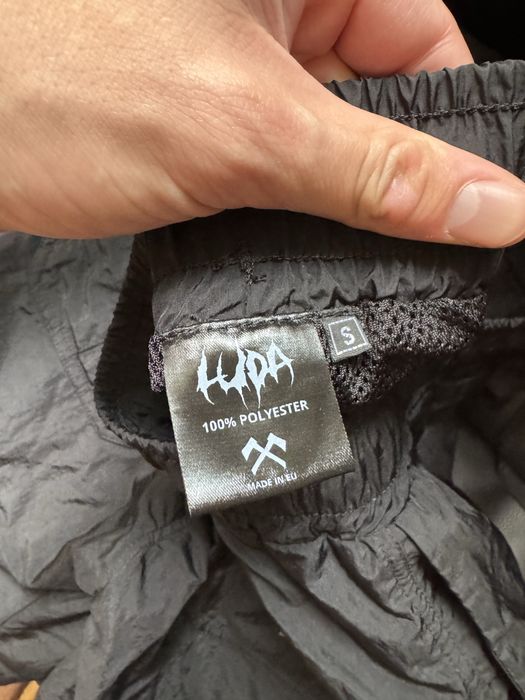 LUDA
S
100% POLYESTER
MADE IN EU